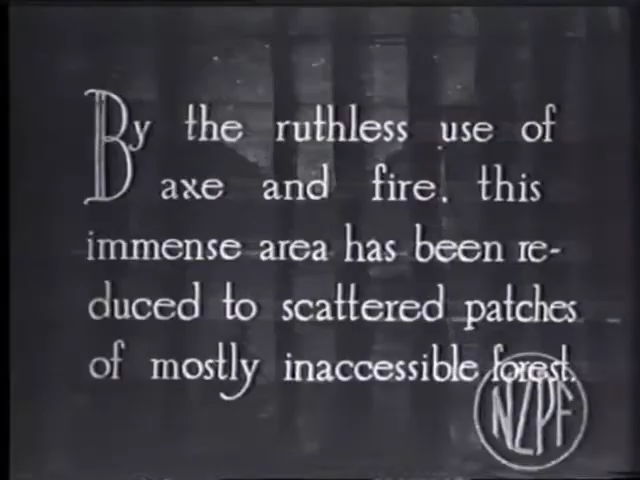 By the ruthless use of
axe and fire, this
immense area has been re-
duced to scattered patches
of mostly inaccessible forest.
NZPF